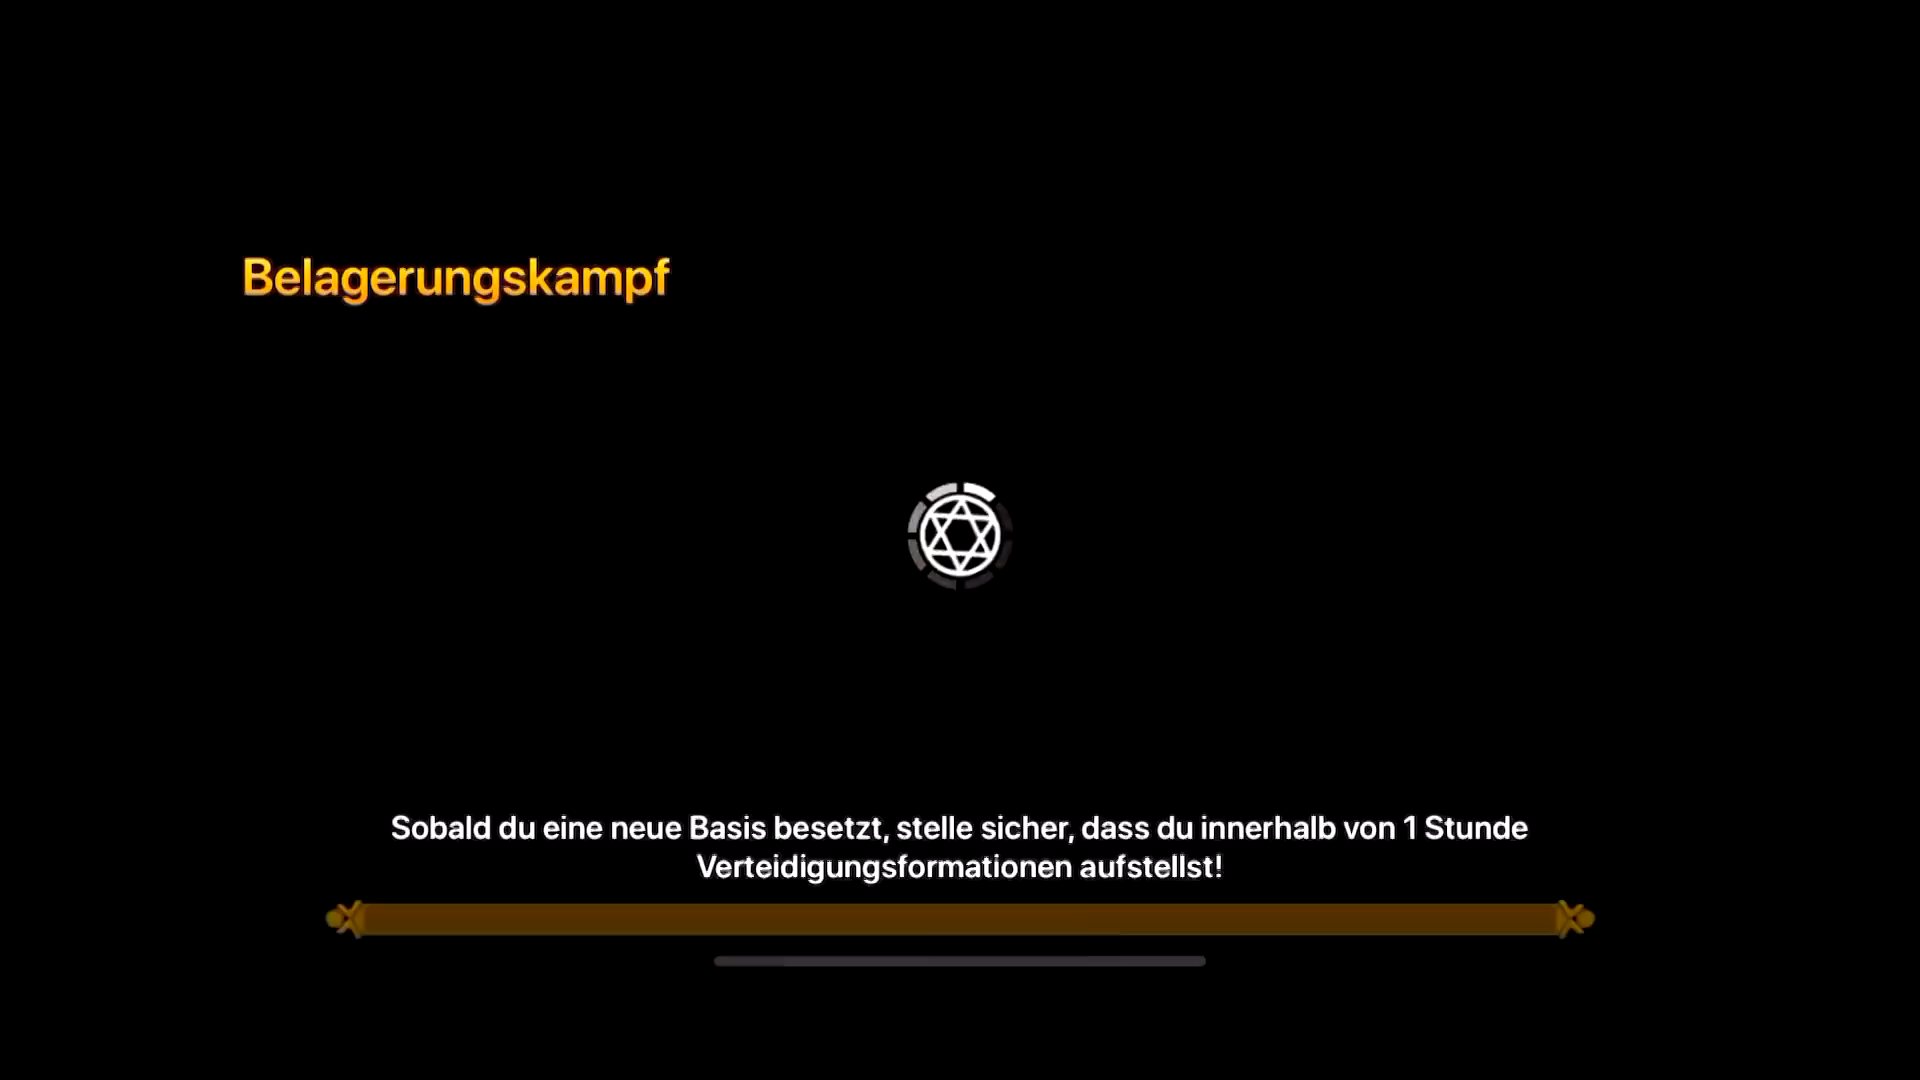 Belagerungskampf
Sobald du eine neue Basis besetzt, stelle sicher, dass du innerhalb von 1 Stunde
Verteidigungsformationen aufstellst!